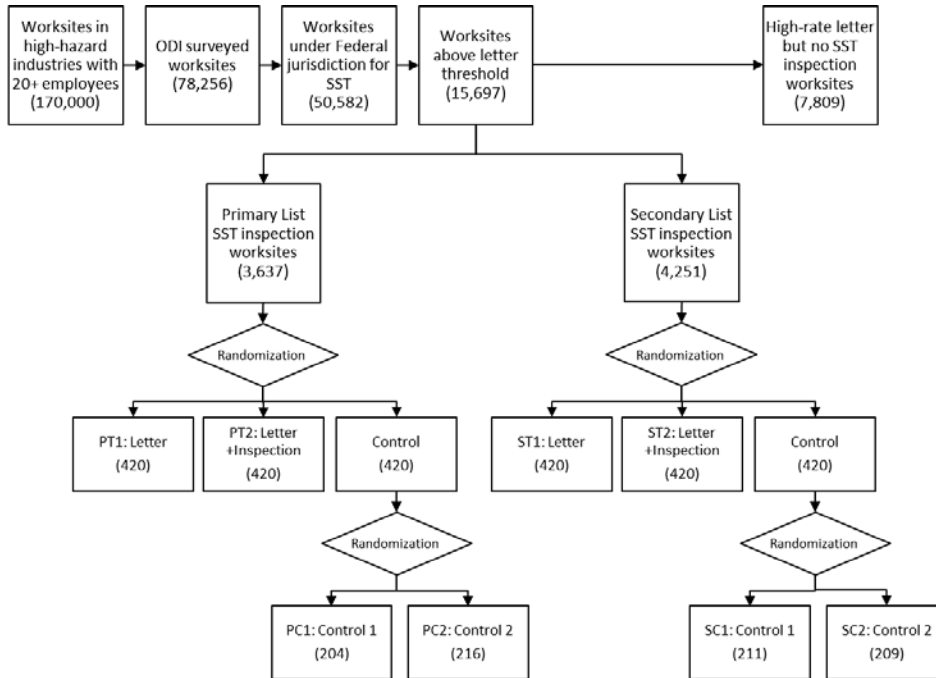 Worksites in
high-hazard
industries with
20+ employees
(170,000)
ODI surveyed
worksites
(78,256)
Worksites
under Federal
jurisdiction for
SST
(50,582)
Worksites
above letter
threshold
(15,697)
High-rate letter
but no SST
inspection
worksites
(7,809)
Primary List
SST inspection
worksites
(3,637)
Secondary List
SST inspection
worksites
(4,251)
Randomization
Randomization
PT1: Letter
(420)
PT2: Letter
+Inspection
(420)
Control
(420)
ST1: Letter
(420)
ST2: Letter
+Inspection
(420)
Control
(420)
Randomization
Randomization
PC1: Control 1
(204)
PC2: Control 2
(216)
SC1: Control 1
(211)
SC2: Control 2
(209)